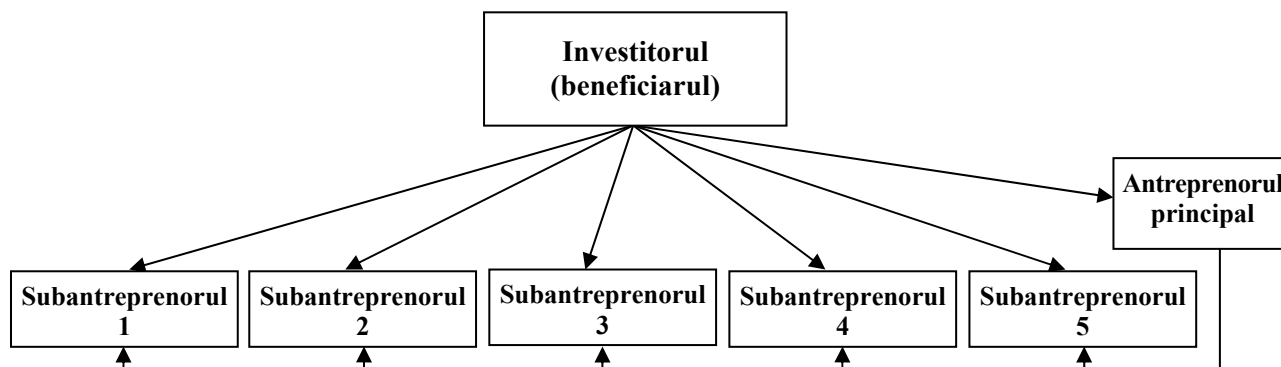 Investitorul
(beneficiarul)
Antreprenorul
principal
Subantreprenorul
1
Subantreprenorul
2
Subantreprenorul
3
Subantreprenorul
4
Subantreprenorul
5